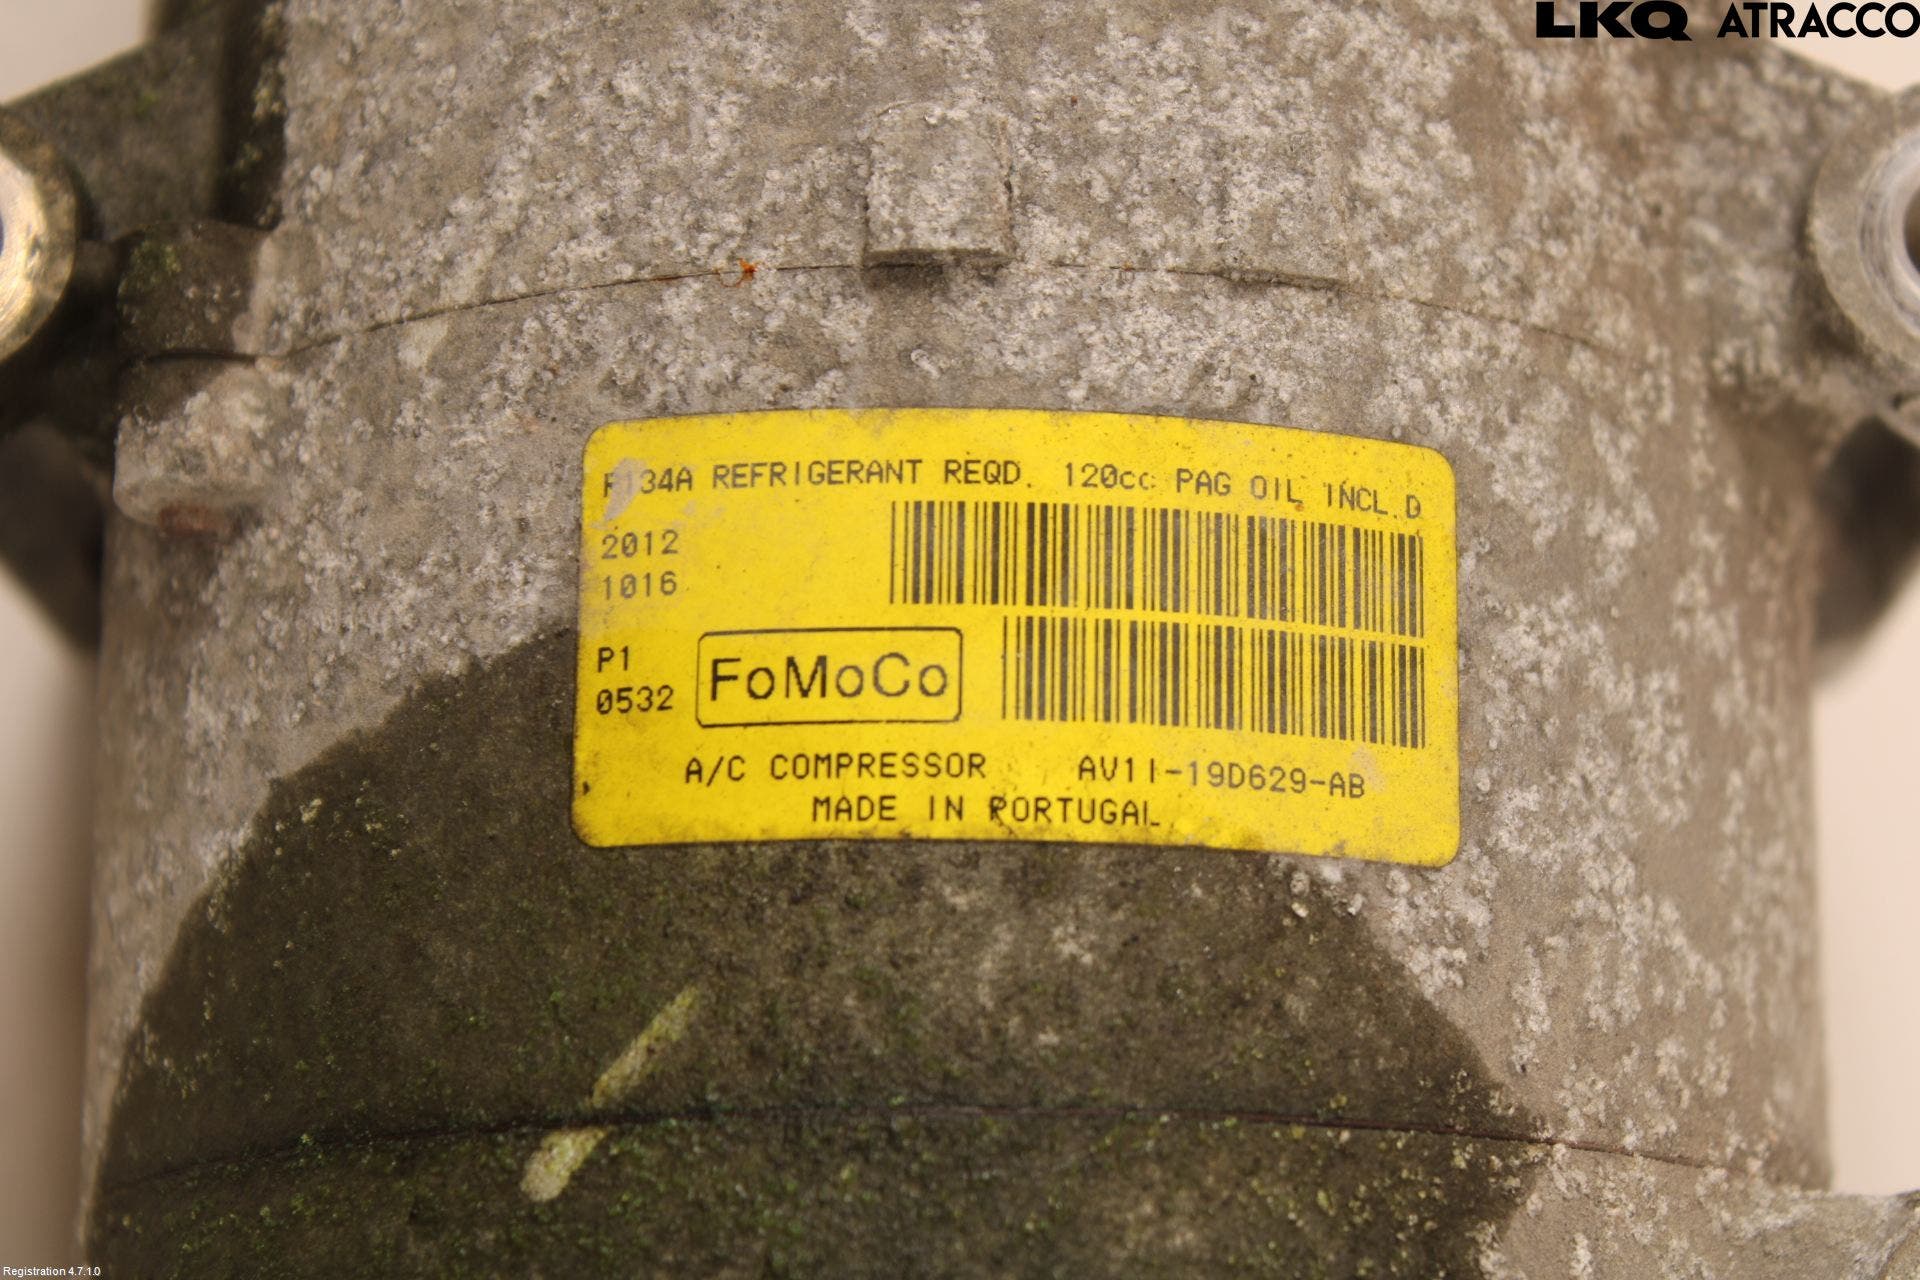 LKQ ATRACCO
R134A REFRIGERANT REQD. 120cc PAG OIL INCL.D
2012
1016
P1
0532
FoMoCo
A/C COMPRESSOR AV11-19D629-AB
MADE IN PORTUGAL
Registration 4.7.1.0